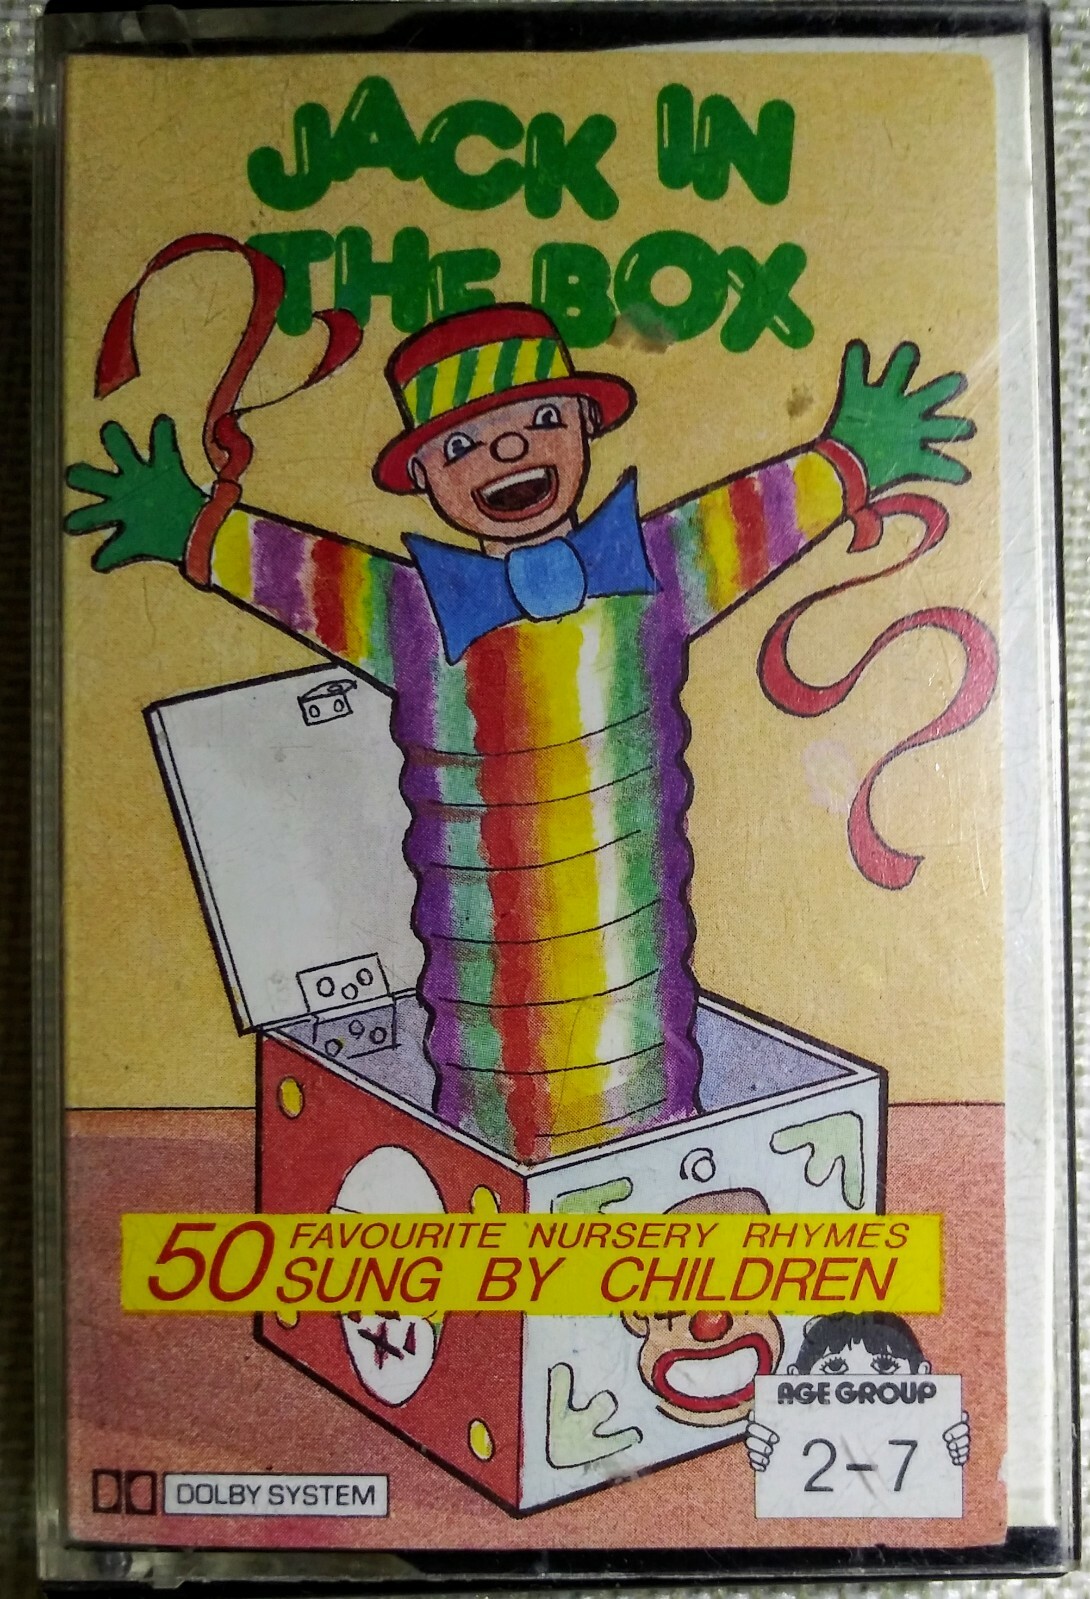 JACK IN
THE BOX
50 FAVOURITE NURSERY RHYMES
SUNG BY CHILDREN
AGE GROUP
2-7
DOLBY SYSTEM